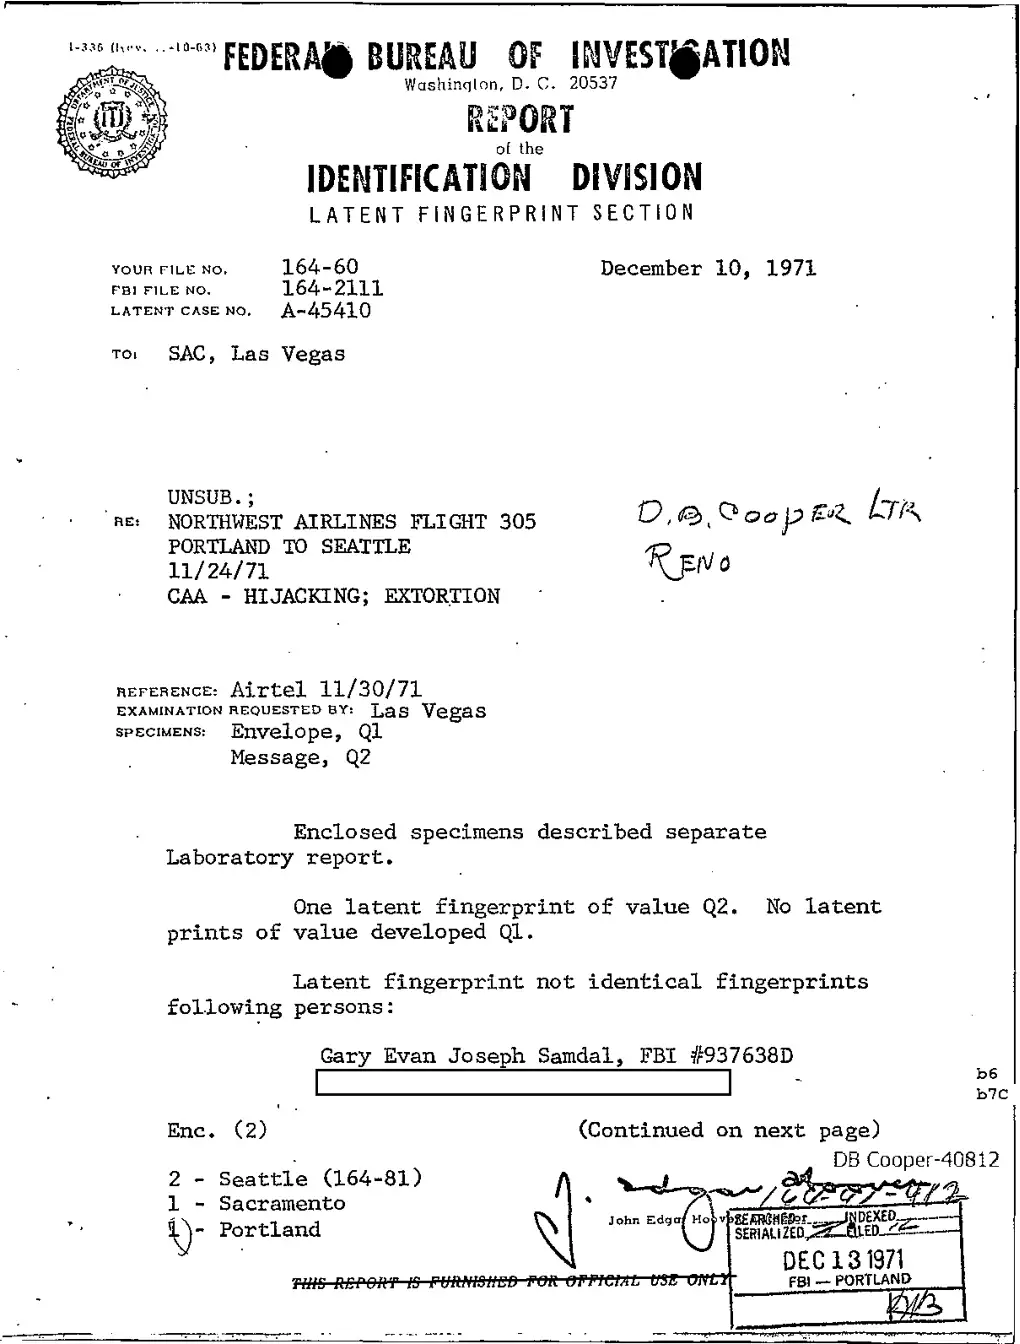 FEDERAL BUREAU OF INVESTIGATION
Washington, D. C. 20537
REPORT
of the
IDENTIFICATION DIVISION
LATENT FINGERPRINT SECTION
YOUR FILE NO. 164-60 December 10, 1971
FBI FILE NO. 164-2111
LATENT CASE NO. A-45410
TO: SAC, Las Vegas
UNSUB.;
RE: NORTHWEST AIRLINES FLIGHT 305
PORTLAND TO SEATTLE
11/24/71
CAA - HIJACKING; EXTORTION
D.B. COOPER LTR
RENO
REFERENCE: Airtel 11/30/71
EXAMINATION REQUESTED BY: Las Vegas
SPECIMENS: Envelope, Q1
Message, Q2
Enclosed specimens described separate
Laboratory report.
One latent fingerprint of value Q2. No latent
prints of value developed Q1.
Latent fingerprint not identical fingerprints
following persons:
Gary Evan Joseph Samdal, FBI #937638D
b6
b7C
Enc. (2) (Continued on next page)
DB Cooper-40812
2 - Seattle (164-81)
1 - Sacramento
1 - Portland
John Edgar Hoover
SEARCHED INDEXED
SERIALIZED FILED
DEC 13 1971
FBI — PORTLAND
THIS REPORT IS FURNISHED FOR OFFICIAL USE ONLY